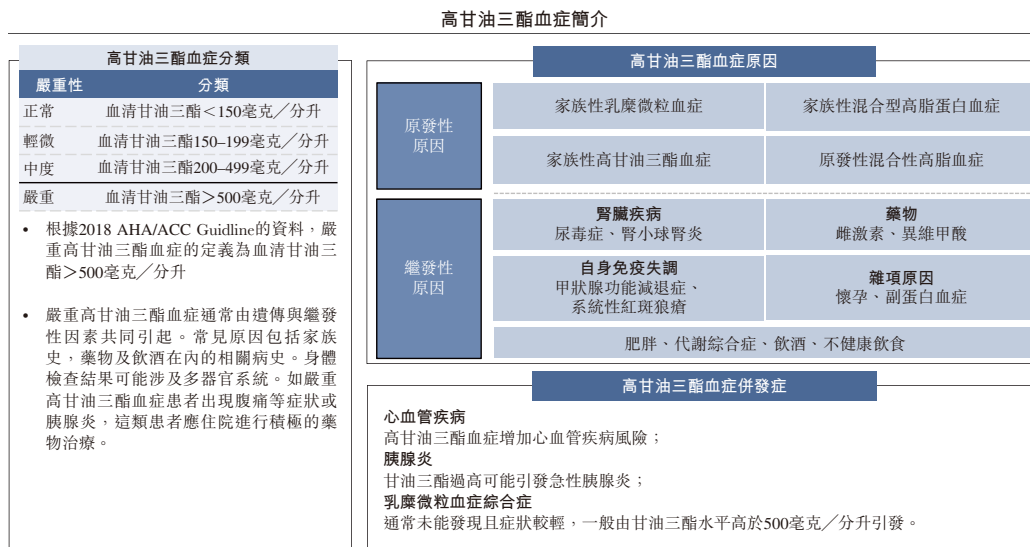 高甘油三酯血症簡介
高甘油三酯血症分類
嚴重性 分類
正常 血清甘油三酯＜150毫克／分升
輕微 血清甘油三酯150–199毫克／分升
中度 血清甘油三酯200–499毫克／分升
嚴重 血清甘油三酯＞500毫克／分升
• 根據2018 AHA/ACC Guidline的資料，嚴
重高甘油三酯血症的定義為血清甘油三
酯＞500毫克／分升
• 嚴重高甘油三酯血症通常由遺傳與繼發
性因素共同引起。常見原因包括家族
史，藥物及飲酒在內的相關病史。身體
檢查結果可能涉及多器官系統。如嚴重
高甘油三酯血症患者出現腹痛等症狀或
胰腺炎，這類患者應住院進行積極的藥
物治療。
高甘油三酯血症原因
原發性
原因
家族性乳糜微粒血症
家族性混合型高脂蛋白血症
家族性高甘油三酯血症
原發性混合性高脂血症
繼發性
原因
腎臟疾病
尿毒症、腎小球腎炎
藥物
雌激素、異維甲酸
自身免疫失調
甲狀腺功能減退症、
系統性紅斑狼瘡
雜項原因
懷孕、副蛋白血症
肥胖、代謝綜合症、飲酒、不健康飲食
高甘油三酯血症併發症
心血管疾病
高甘油三酯血症增加心血管疾病風險；
胰腺炎
甘油三酯過高可能引發急性胰腺炎；
乳糜微粒血症綜合症
通常未能發現且症狀較輕，一般由甘油三酯水平高於500毫克／分升引發。